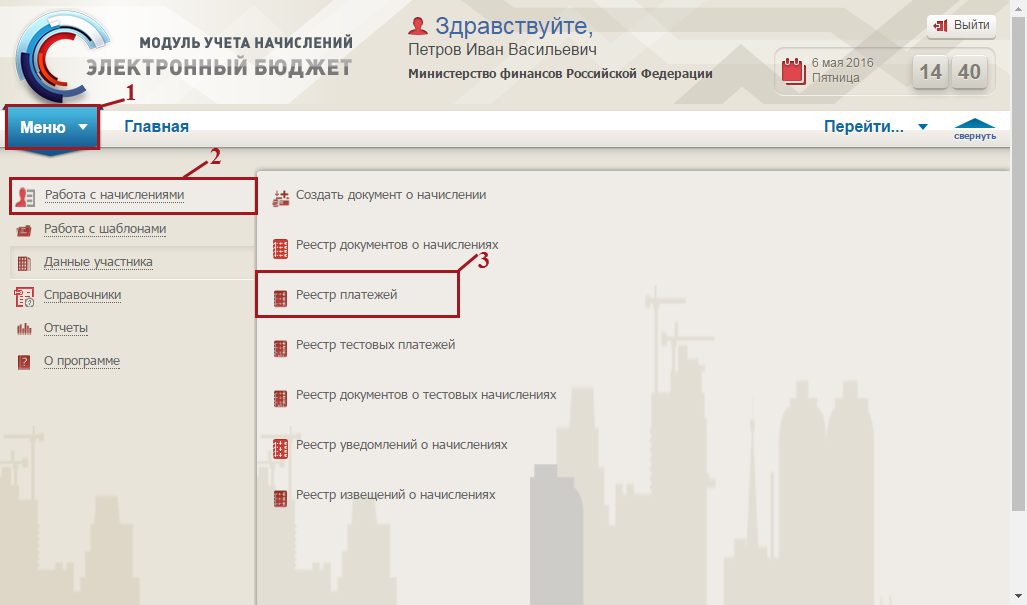 МОДУЛЬ УЧЕТА НАЧИСЛЕНИЙ
ЭЛЕКТРОННЫЙ БЮДЖЕТ
Здравствуйте,
Петров Иван Васильевич
Министерство финансов Российской Федерации
Выйти
6 мая 2016
Пятница
14 40
1
Меню
Главная
Перейти...
свернуть
2
Работа с начислениями
Работа с шаблонами
Данные участника
Справочники
Отчеты
О программе
Создать документ о начислении
Реестр документов о начислениях
3
Реестр платежей
Реестр тестовых платежей
Реестр документов о тестовых начислениях
Реестр уведомлений о начислениях
Реестр извещений о начислениях